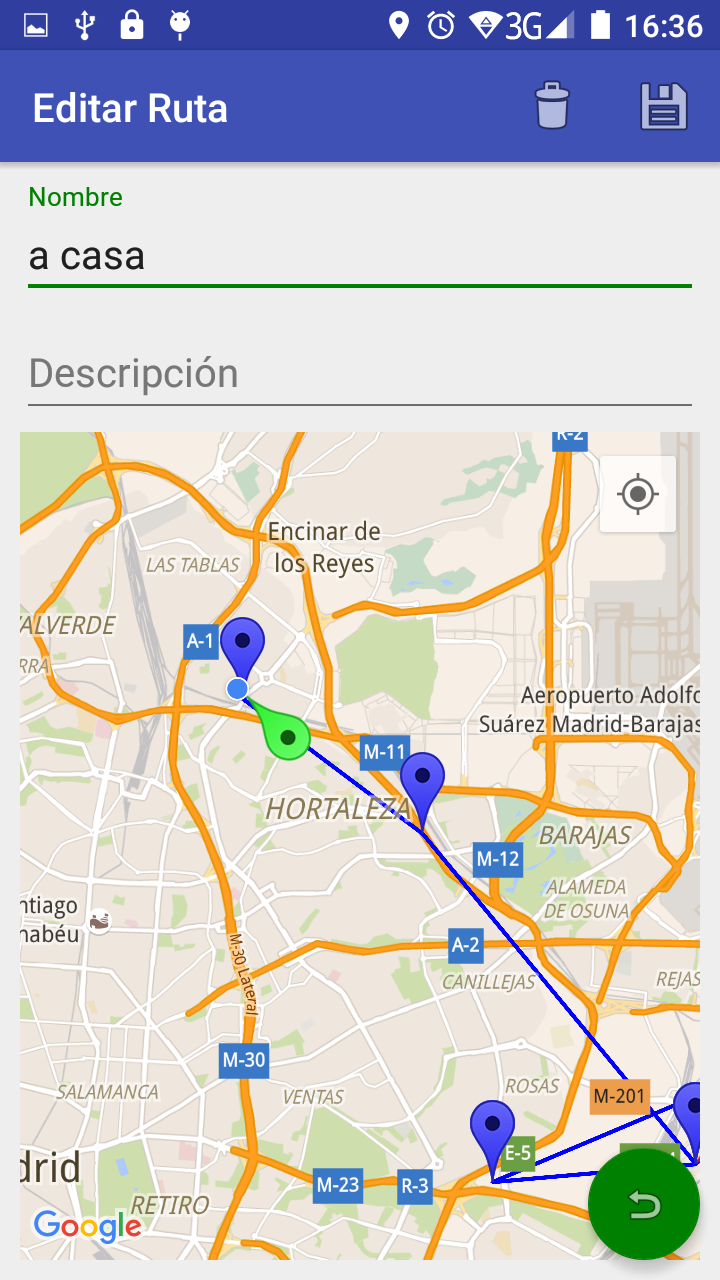 3G 16:36
Editar Ruta
Nombre
a casa
Descripción
R-2
Encinar de
los Reyes
LAS TABLAS
ALVERDE
A-1
RRA
Aeropuerto Adolfo
Suárez Madrid-Barajas
M-11
HORTALEZA
BARAJAS
M-12
ALAMEDA
DE OSUNA
ntiago
nabéu
A-2
M-30 Lateral
CANILLEJAS
REJAS
M-30
ROSAS
SALAMANCA
VENTAS
M-201
E-5
drid
M-23
R-3
RETIRO
Google